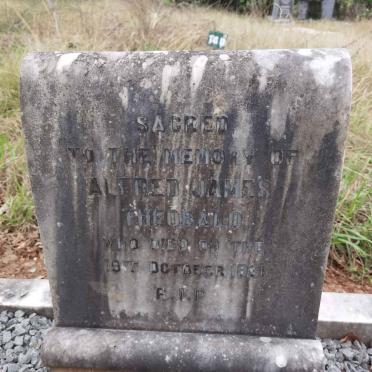 SACRED
TO THE MEMORY OF
ALFRED JAMES
THEOBALD
WHO DIED ON THE
19TH OCTOBER
R.I.P.